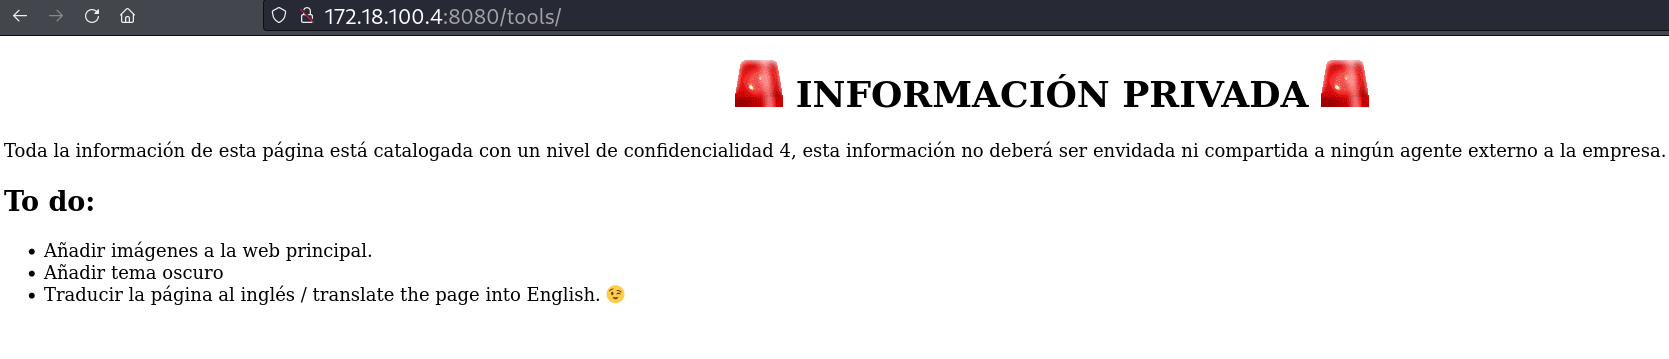 172.18.100.4:8080/tools/
INFORMACIÓN PRIVADA
Toda la información de esta página está catalogada con un nivel de confidencialidad 4, esta información no deberá ser envidada ni compartida a ningún agente externo a la empresa.
To do:
• Añadir imágenes a la web principal.
• Añadir tema oscuro
• Traducir la página al inglés / translate the page into English. 😉